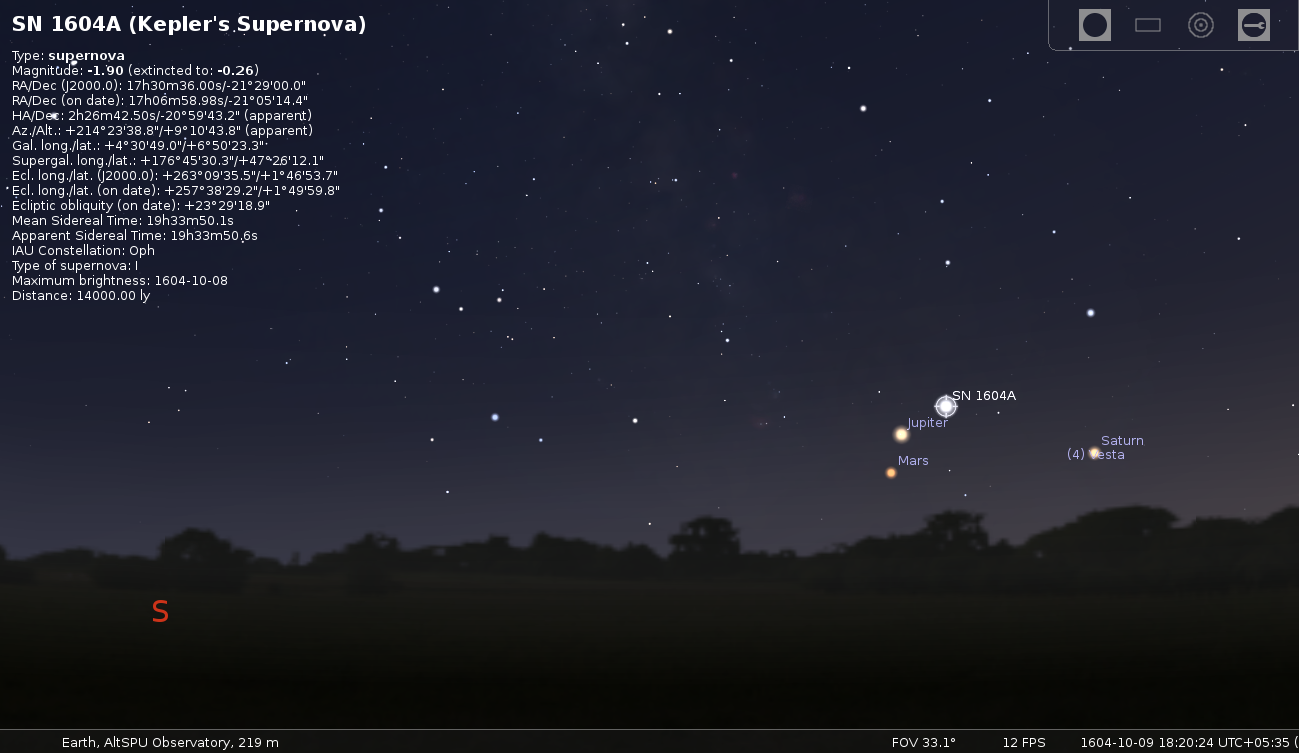 SN 1604A (Kepler's Supernova)
Type: supernova
Magnitude: -1.90 (extincted to: -0.26)
RA/Dec (J2000.0): 17h30m36.00s/-21°29'00.0"
RA/Dec (on date): 17h06m58.98s/-21°05'14.4"
HA/Dec: 2h26m42.50s/-20°59'43.2" (apparent)
Az./Alt.: +214°23'38.8"/+9°10'43.8" (apparent)
Gal. long./lat.: +4°30'49.0"/+6°50'23.3"
Supergal. long./lat.: +176°45'30.3"/+47°26'12.1"
Ecl. long./lat. (J2000.0): +263°09'35.5"/+1°46'53.7"
Ecl. long./lat. (on date): +257°38'29.2"/+1°49'59.8"
Ecliptic obliquity (on date): +23°29'18.9"
Mean Sidereal Time: 19h33m50.1s
Apparent Sidereal Time: 19h33m50.6s
IAU Constellation: Oph
Type of supernova: I
Maximum brightness: 1604-10-08
Distance: 14000.00 ly
SN 1604A
Jupiter
Saturn
(4) Vesta
Mars
S
Earth, AltSPU Observatory, 219 m
FOV 33.1°
12 FPS
1604-10-09 18:20:24 UTC+05:35 (